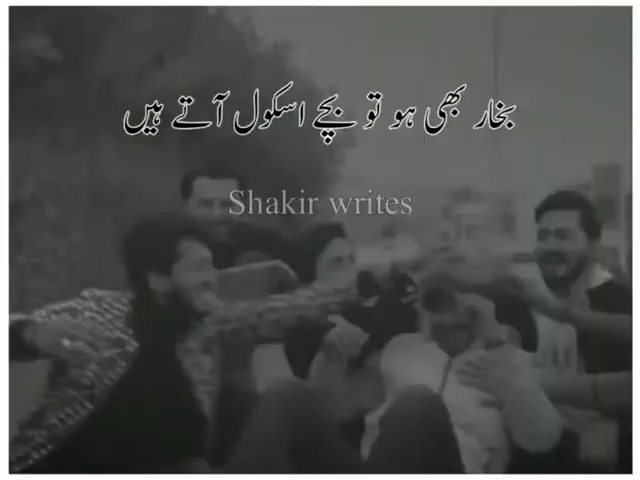 بخار بھی ہو تو بچے اسکول آتے ہیں
Shakir writes